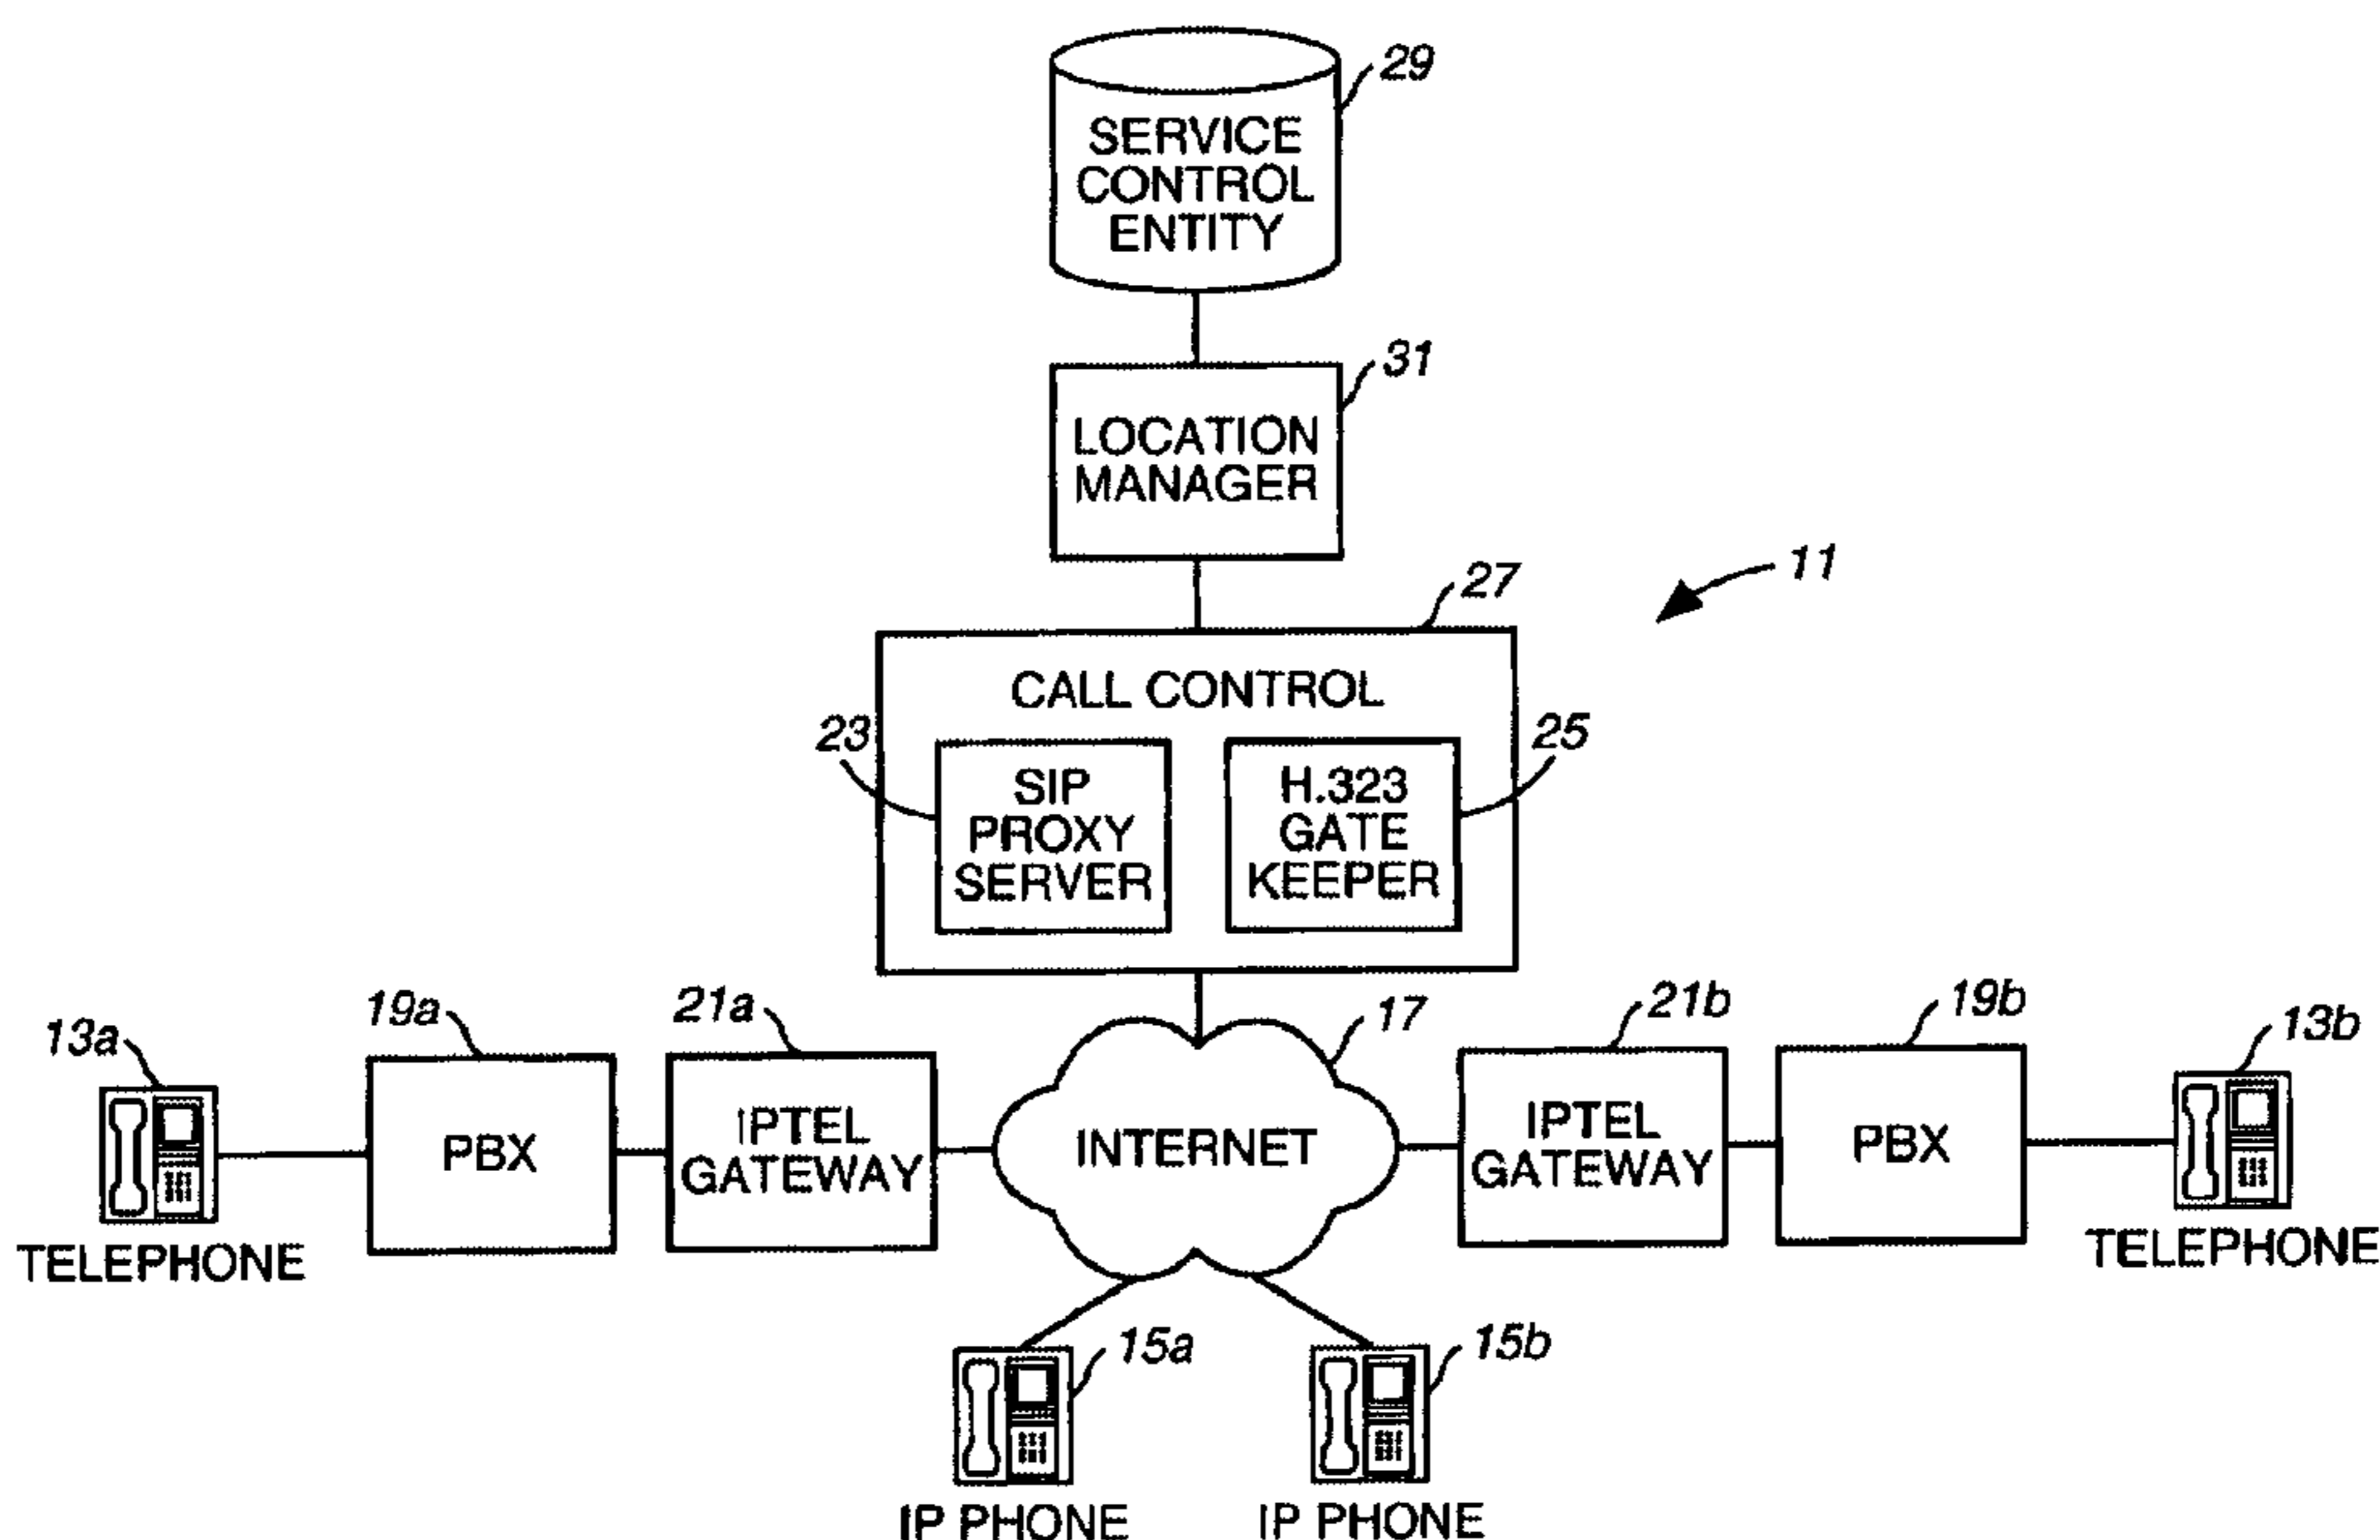 29
SERVICE
CONTROL
ENTITY
31
LOCATION
MANAGER
11
27
CALL CONTROL
23
25
SIP
PROXY
SERVER
H.323
GATE
KEEPER
13a
19a
21a
17
21b
19b
13b
PBX
IPTEL
GATEWAY
INTERNET
IPTEL
GATEWAY
PBX
TELEPHONE
TELEPHONE
15a
15b
IP PHONE
IP PHONE